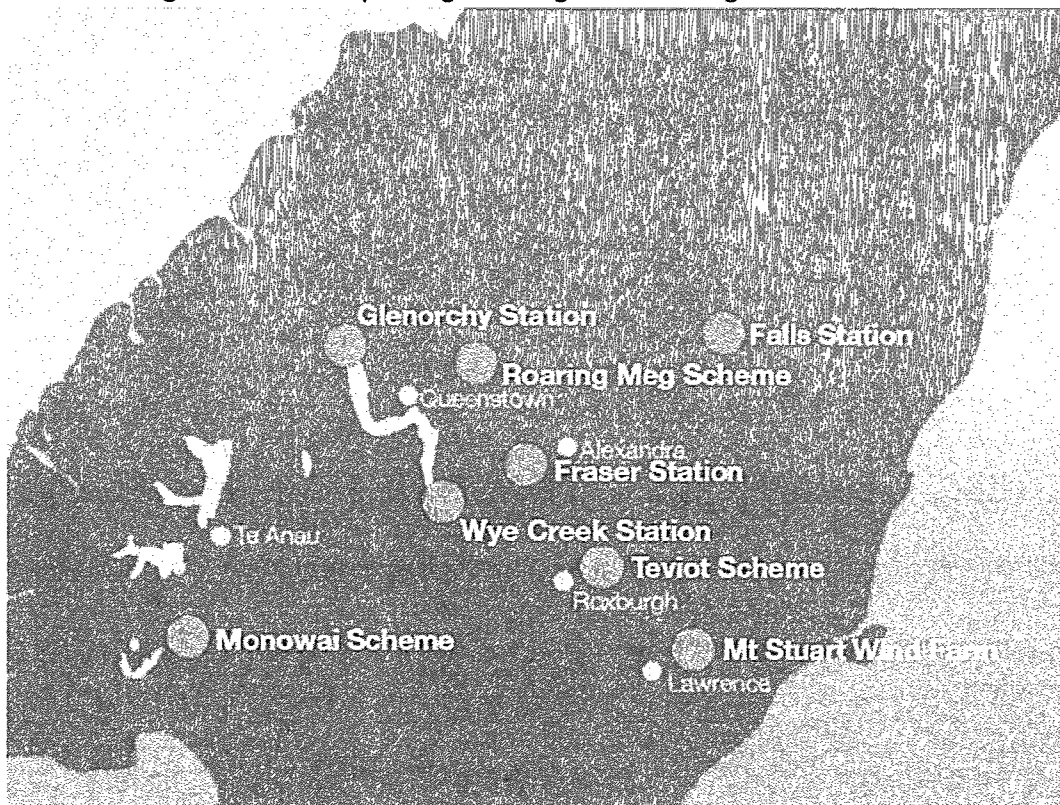 Glenorchy Station
Falls Station
Roaring Meg Scheme
Queenstown
Alexandra
Fraser Station
Wye Creek Station
Te Anau
Teviot Scheme
Roxburgh
Monowai Scheme
Mt Stuart Wind Farm
Lawrence